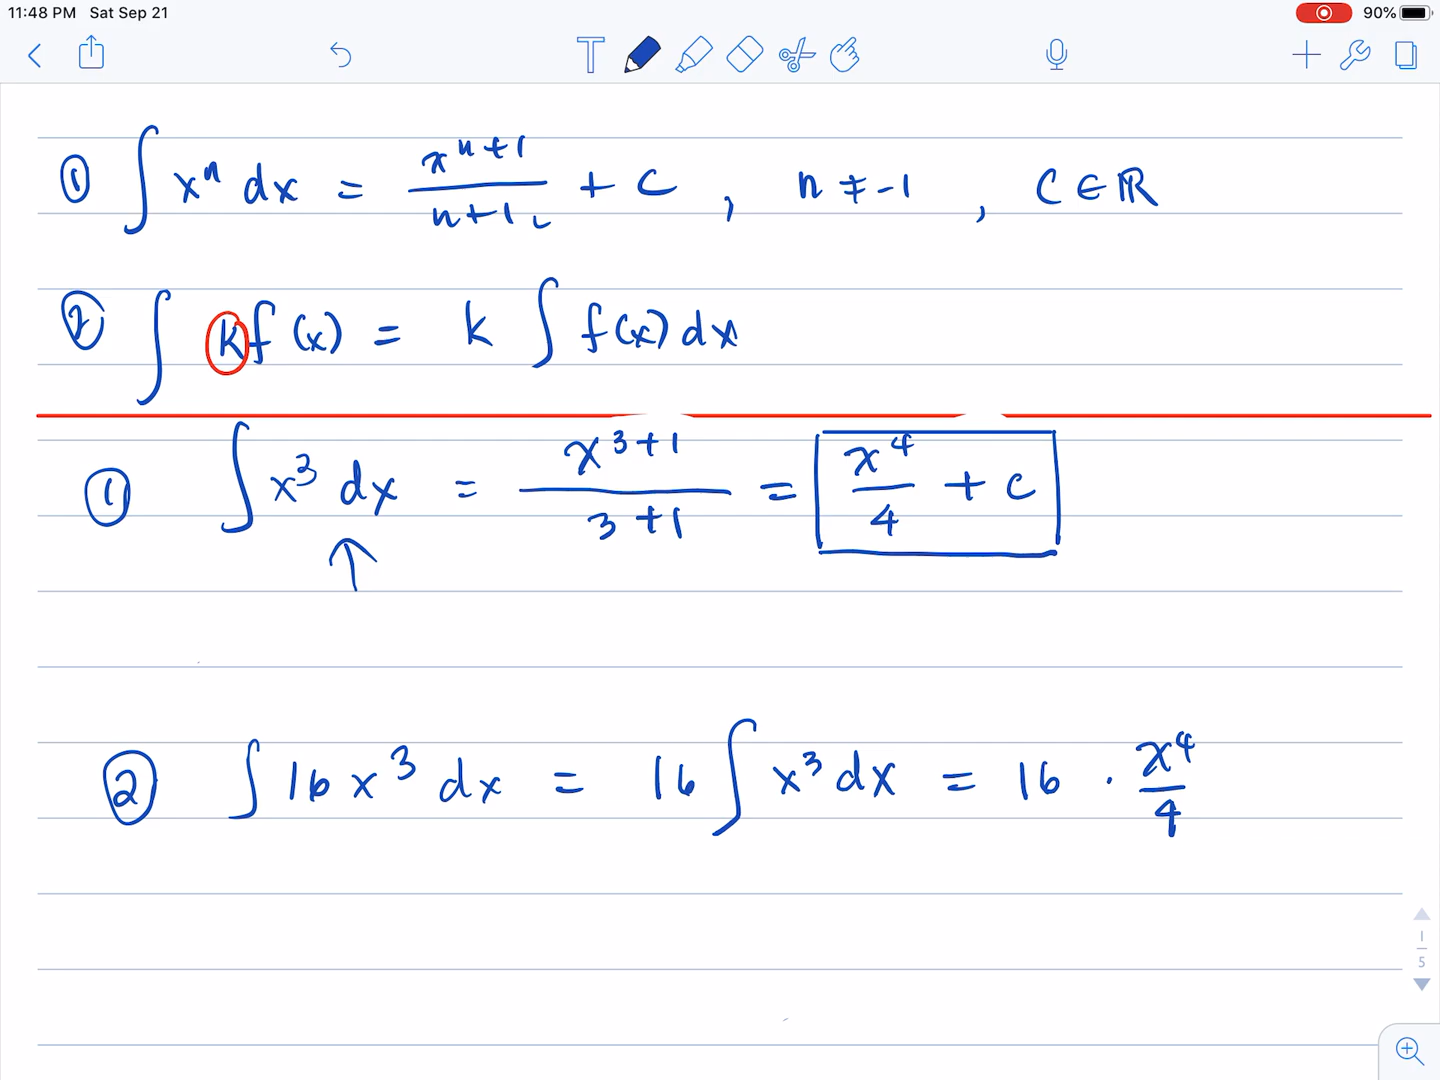 11:48 PM Sat Sep 21 90%
T
① ∫ xⁿ dx = xⁿ⁺¹/(n+1) + C , n ≠ -1 , C ∈ ℝ
② ∫ kf(x) = k ∫ f(x) dx
① ∫ x³ dx = x³⁺¹/(3+1) = x⁴/4 + C
↑
② ∫ 16x³ dx = 16 ∫ x³ dx = 16 · x⁴/4
1/5